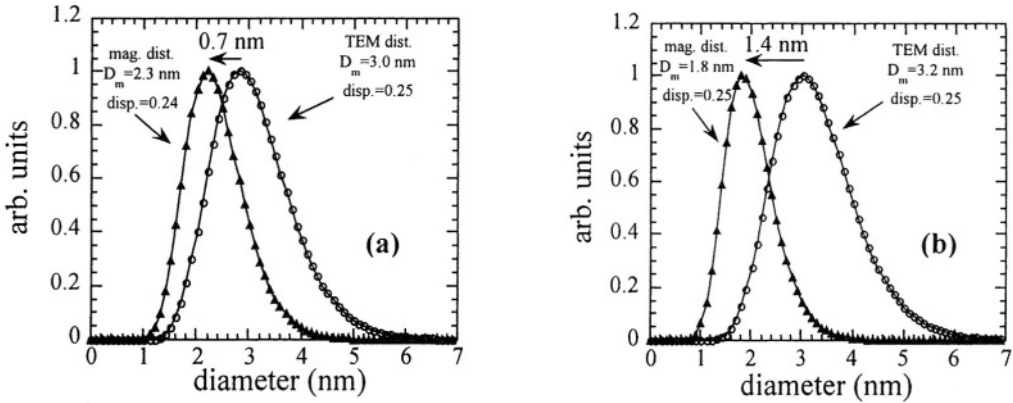 1.2
1
0.8
0.6
0.4
0.2
0
arb. units
0 1 2 3 4 5 6 7
diameter (nm)
0.7 nm
mag. dist.
D_m=2.3 nm
disp.=0.24
TEM dist.
D_m=3.0 nm
disp.=0.25
(a)
1.2
1
0.8
0.6
0.4
0.2
0
arb. units
0 1 2 3 4 5 6 7
diameter (nm)
1.4 nm
mag. dist.
D_m=1.8 nm
disp.=0.25
TEM dist.
D_m=3.2 nm
disp.=0.25
(b)